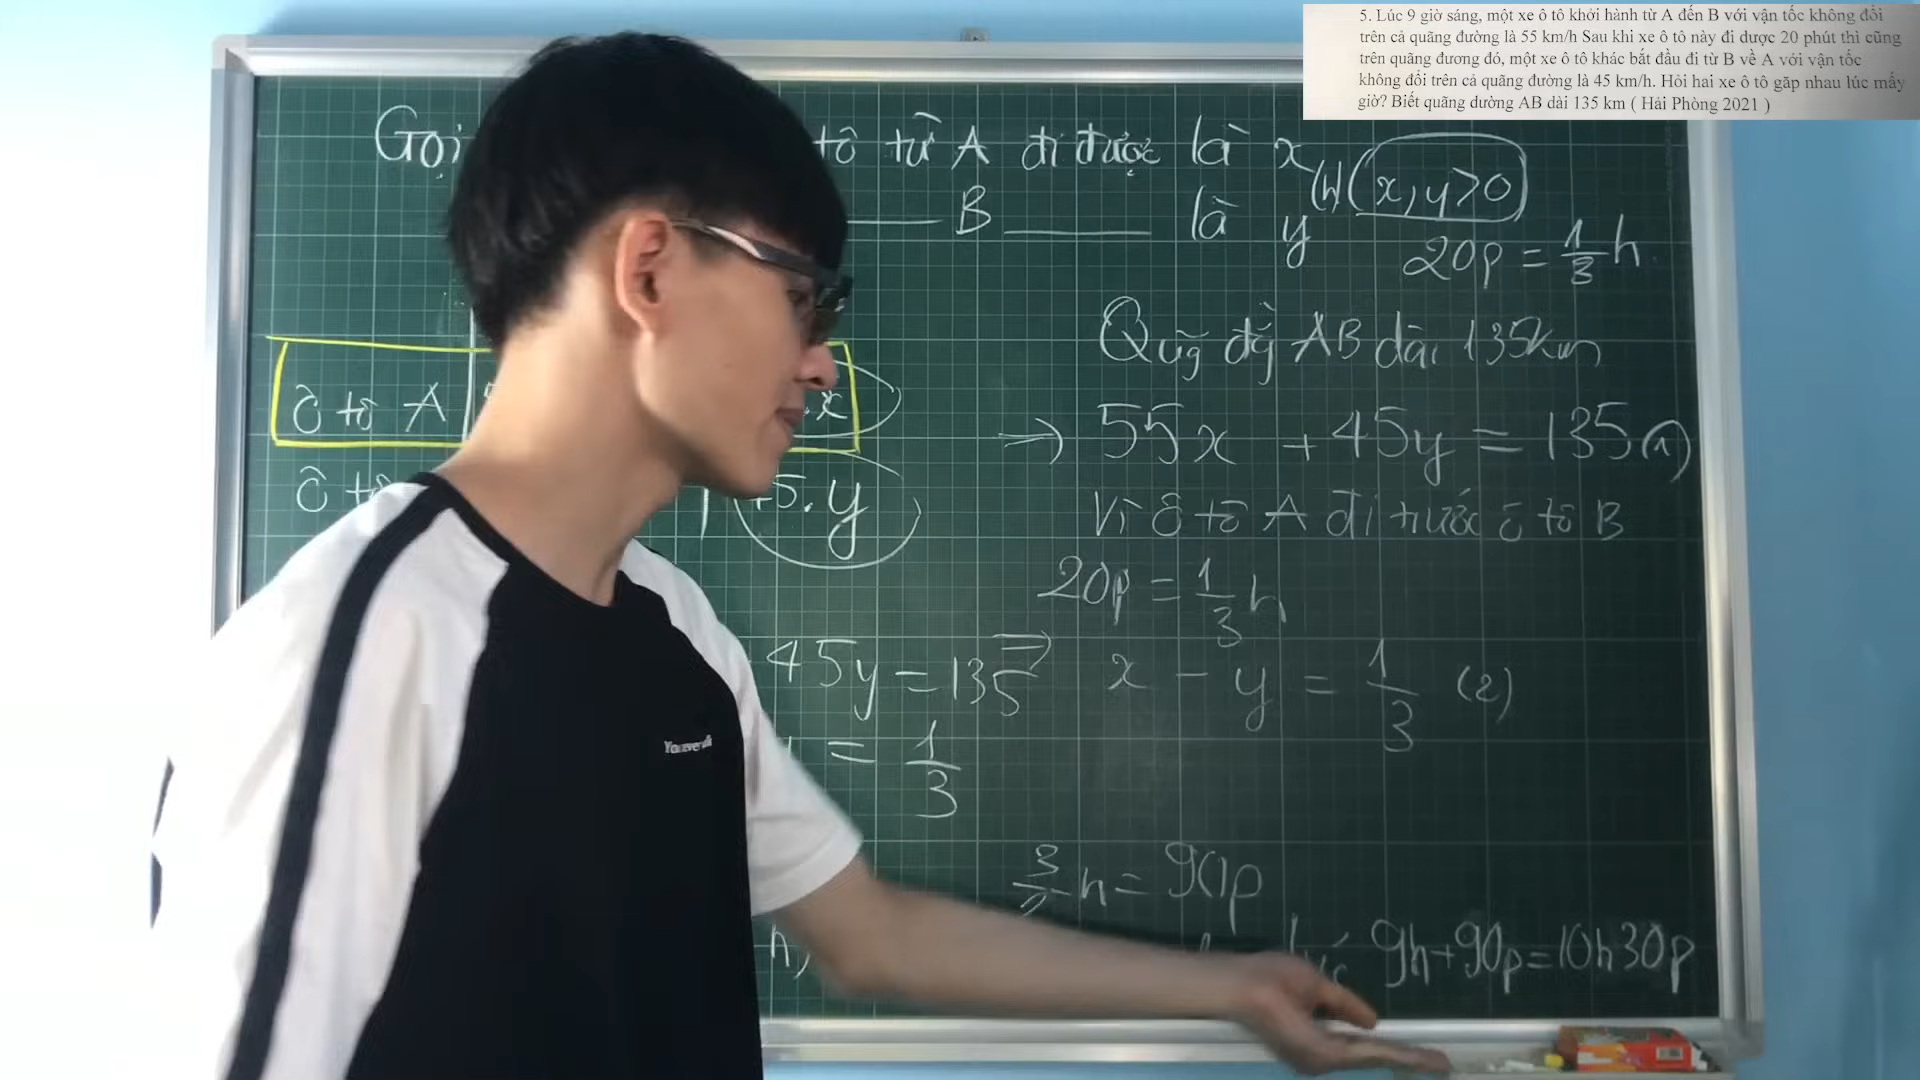 5. Lúc 9 giờ sáng, một xe ô tô khởi hành từ A đến B với vận tốc không đổi
trên cả quãng đường là 55 km/h Sau khi xe ô tô này đi dược 20 phút thì cũng
trên quãng đương đó, một xe ô tô khác bắt đầu đi từ B về A với vận tốc
không đổi trên cả quãng đường là 45 km/h. Hỏi hai xe ô tô gặp nhau lúc mấy
giờ? Biết quãng dường AB dài 135 km ( Hải Phòng 2021 )
Gọi tô từ A đi được là x (h) (x, y > 0)
B là y
20p = 1/3 h
Quãg đg AB dài 135km
ô tô A .x
=> 55x + 45y = 135 (1)
ô tô 5.y
Vì ô tô A đi trước ô tô B
20p = 1/3 h
45y = 135
=> x - y = 1/3 (2)
= 1/3
3/2 h = 90p
9h+90p=10h30p